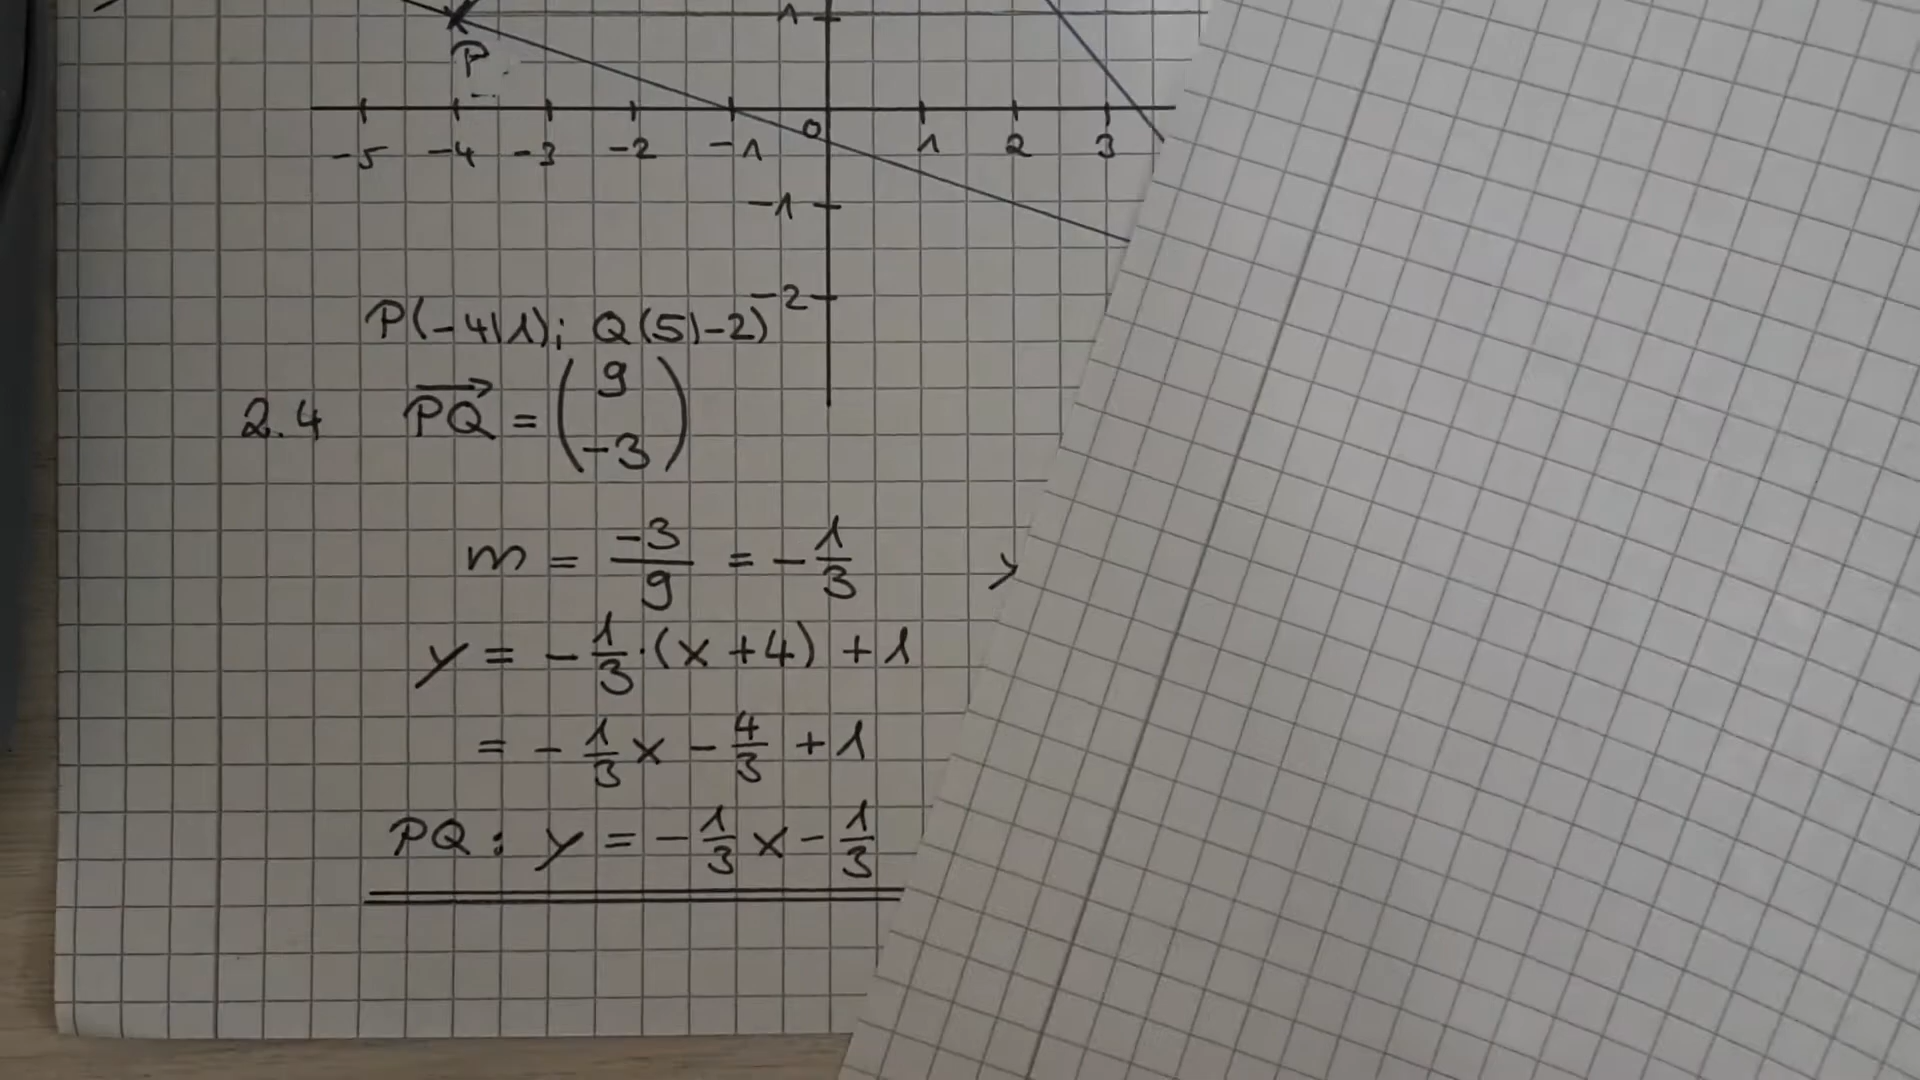 1
P
0
-5 -4 -3 -2 -1 1 2 3
-1
-2
P(-4|1); Q(5|-2)
2.4 PQ⃗ = (9 -3)
m = -3/9 = -1/3
y = -1/3·(x+4)+1
= -1/3x - 4/3 + 1
PQ: y = -1/3x - 1/3